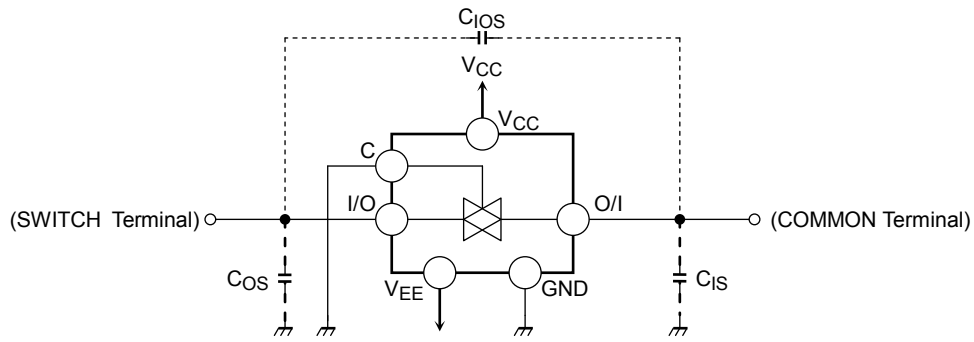 CIOS
VCC
VCC
C
I/O
O/I
(SWITCH Terminal)
(COMMON Terminal)
COS
VEE
GND
CIS